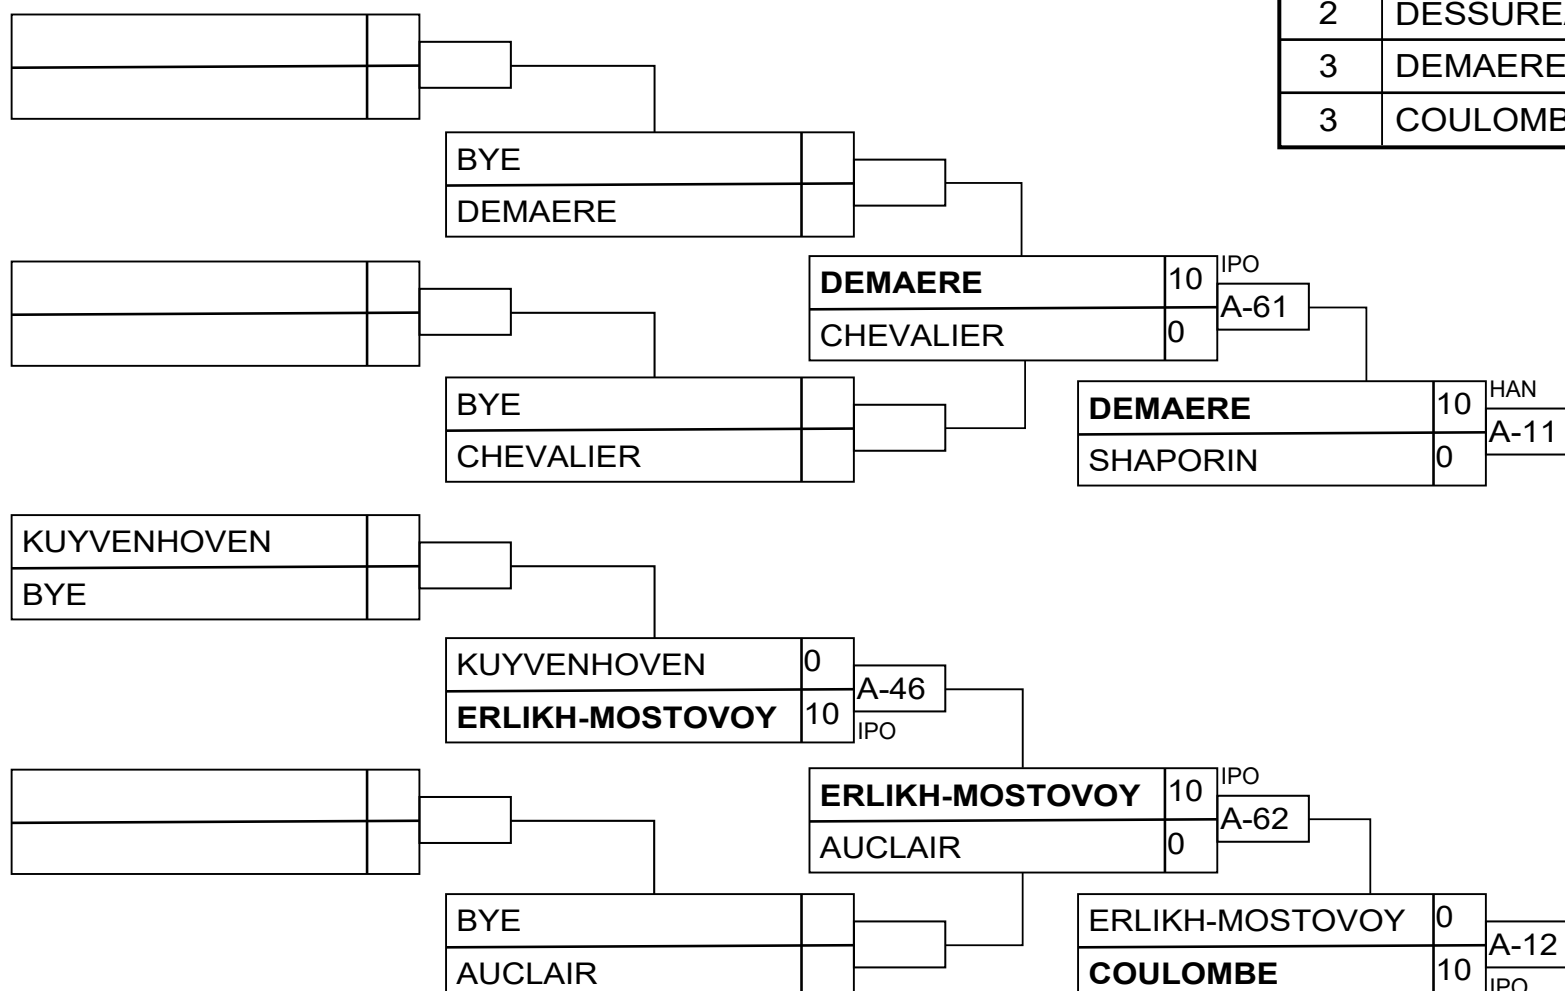 2
3 DEMAERE
3
BYE
DEMAERE
IPO
DEMAERE 10
A-61
CHEVALIER 0
BYE
CHEVALIER
HAN
DEMAERE 10
A-11
SHAPORIN 0
KUYVENHOVEN
BYE
KUYVENHOVEN 0
A-46
ERLIKH-MOSTOVOY 10
IPO
IPO
ERLIKH-MOSTOVOY 10
A-62
AUCLAIR 0
BYE
AUCLAIR
ERLIKH-MOSTOVOY 0
A-12
COULOMBE 10
IPO